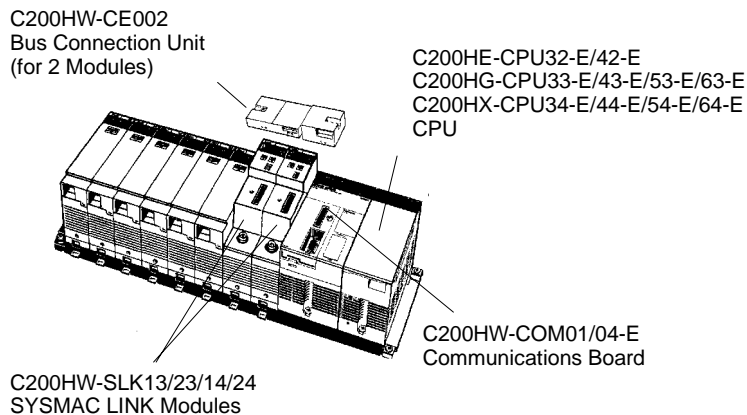 C200HW-CE002
Bus Connection Unit
(for 2 Modules)
C200HE-CPU32-E/42-E
C200HG-CPU33-E/43-E/53-E/63-E
C200HX-CPU34-E/44-E/54-E/64-E
CPU
C200HW-COM01/04-E
Communications Board
C200HW-SLK13/23/14/24
SYSMAC LINK Modules